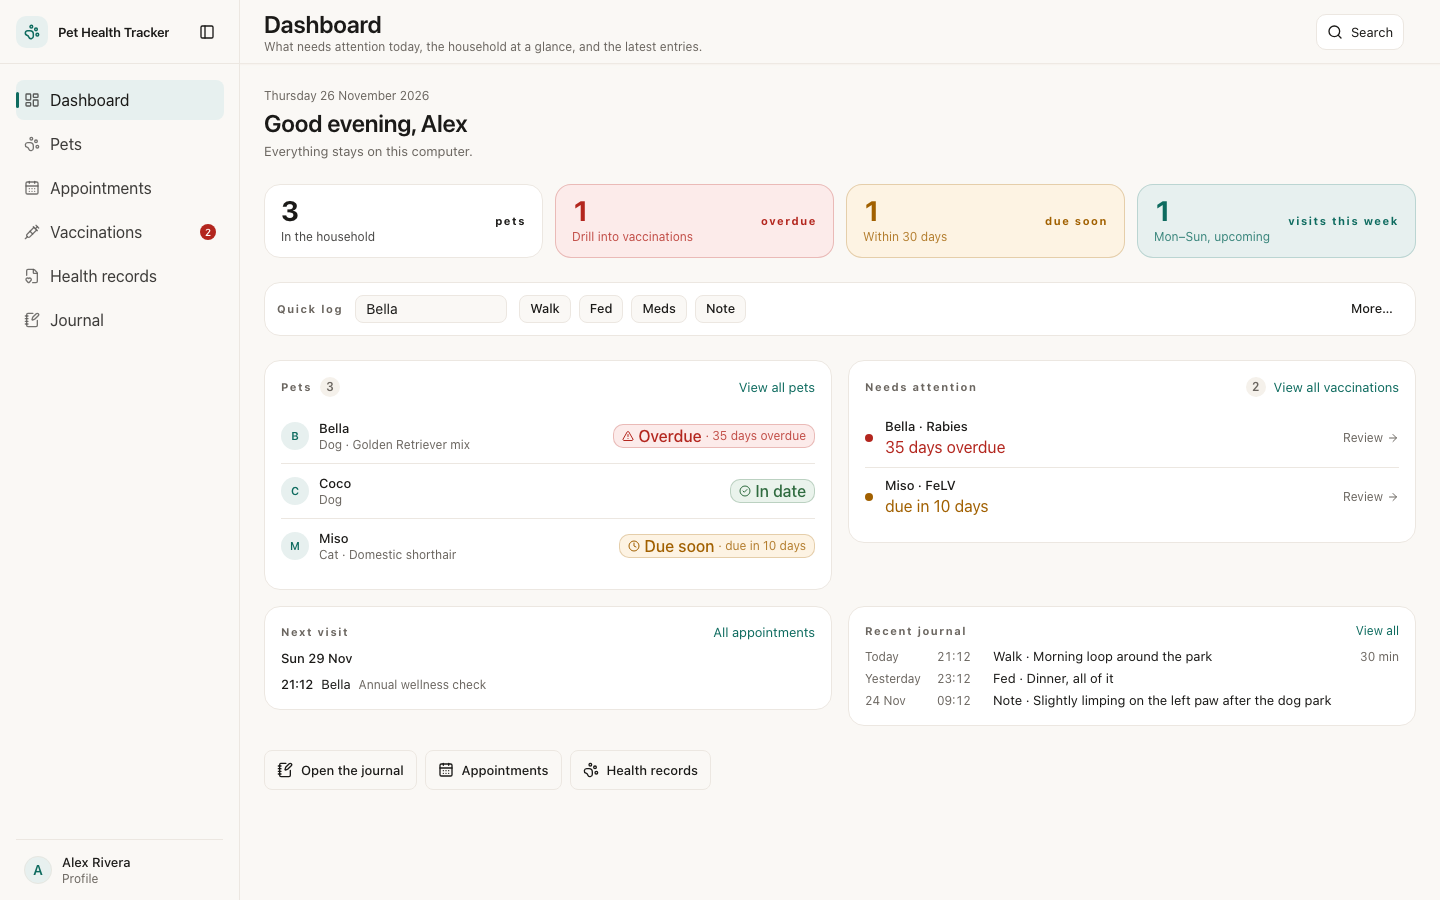 Pet Health Tracker
Dashboard
Pets
Appointments
Vaccinations 2
Health records
Journal
A
Alex Rivera
Profile
Dashboard
What needs attention today, the household at a glance, and the latest entries.
Search
Thursday 26 November 2026
Good evening, Alex
Everything stays on this computer.
3
In the household
pets
1
Drill into vaccinations
overdue
1
Within 30 days
due soon
1
Mon–Sun, upcoming
visits this week
Quick log Bella Walk Fed Meds Note More...
Pets 3 View all pets
B
Bella
Dog · Golden Retriever mix
Overdue · 35 days overdue
C
Coco
Dog
In date
M
Miso
Cat · Domestic shorthair
Due soon · due in 10 days
Needs attention 2 View all vaccinations
Bella · Rabies
35 days overdue
Review →
Miso · FeLV
due in 10 days
Review →
Next visit All appointments
Sun 29 Nov
21:12 Bella Annual wellness check
Recent journal View all
Today 21:12 Walk · Morning loop around the park 30 min
Yesterday 23:12 Fed · Dinner, all of it
24 Nov 09:12 Note · Slightly limping on the left paw after the dog park
Open the journal Appointments Health records